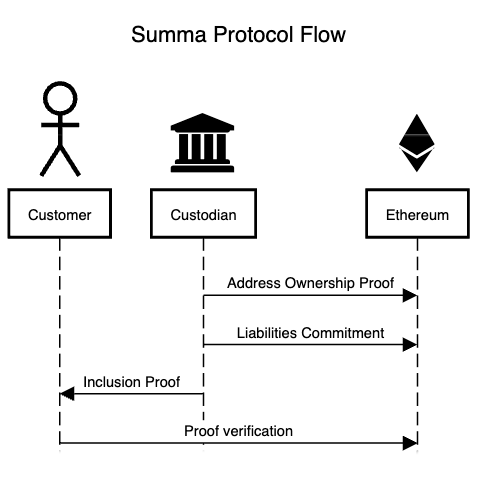 Summa Protocol Flow
Customer
Custodian
Ethereum
Address Ownership Proof
Liabilities Commitment
Inclusion Proof
Proof verification